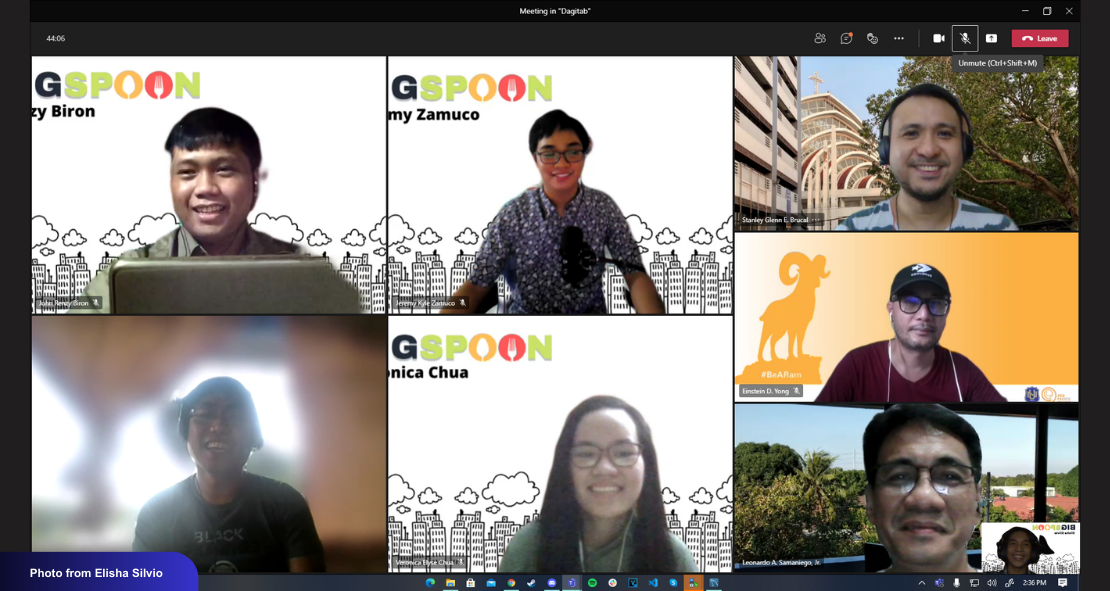 Meeting in "Dagitab"
44:06
Leave
Unmute (Ctrl+Shift+M)
GSPOON
zy Biron
John Renzy Biron
GSPOON
my Zamuco
Jeremy Kyle Zamuco
Stanley Glenn E. Brucal
#BeARam
Einstein D. Yong
BLACK
GSPOON
onica Chua
Veronica Elyse Chua
Leonardo A. Samaniego, Jr.
BIG SPOON
Photo from Elisha Silvio
2:36 PM